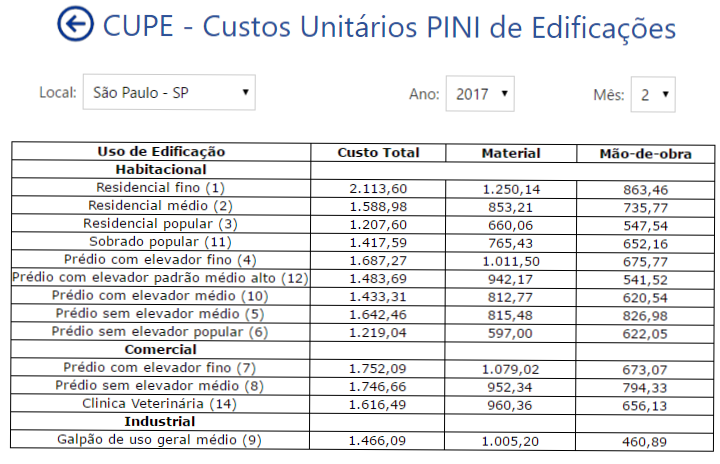 CUPE - Custos Unitários PINI de Edificações
Local: São Paulo - SP Ano: 2017 Mês: 2
Uso de Edificação Custo Total Material Mão-de-obra
Habitacional
Residencial fino (1) 2.113,60 1.250,14 863,46
Residencial médio (2) 1.588,98 853,21 735,77
Residencial popular (3) 1.207,60 660,06 547,54
Sobrado popular (11) 1.417,59 765,43 652,16
Prédio com elevador fino (4) 1.687,27 1.011,50 675,77
Prédio com elevador padrão médio alto (12) 1.483,69 942,17 541,52
Prédio com elevador médio (10) 1.433,31 812,77 620,54
Prédio sem elevador médio (5) 1.642,46 815,48 826,98
Prédio sem elevador popular (6) 1.219,04 597,00 622,05
Comercial
Prédio com elevador fino (7) 1.752,09 1.079,02 673,07
Prédio sem elevador médio (8) 1.746,66 952,34 794,33
Clinica Veterinária (14) 1.616,49 960,36 656,13
Industrial
Galpão de uso geral médio (9) 1.466,09 1.005,20 460,89